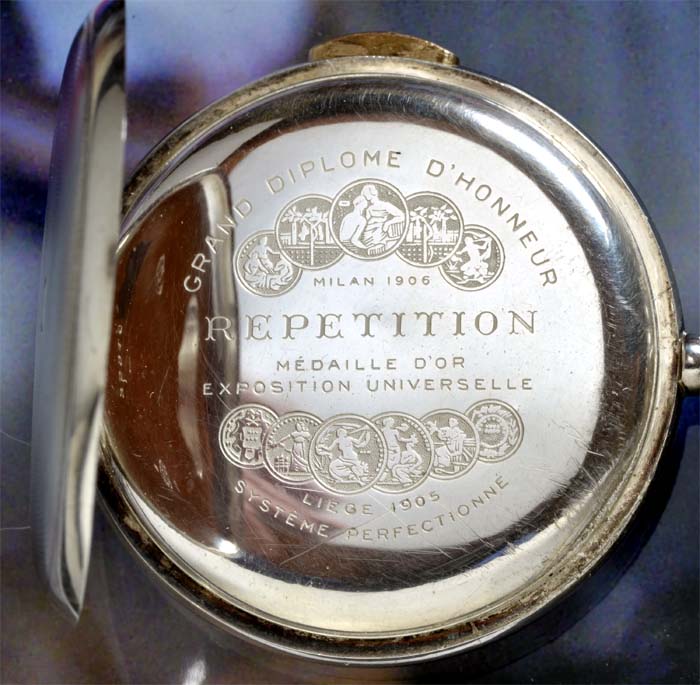 GRAND DIPLOME D'HONNEUR
MILAN 1906
REPETITION
MÉDAILLE D'OR
EXPOSITION UNIVERSELLE
LIEGE 1905
SYSTÈME PERFECTIONNÉ